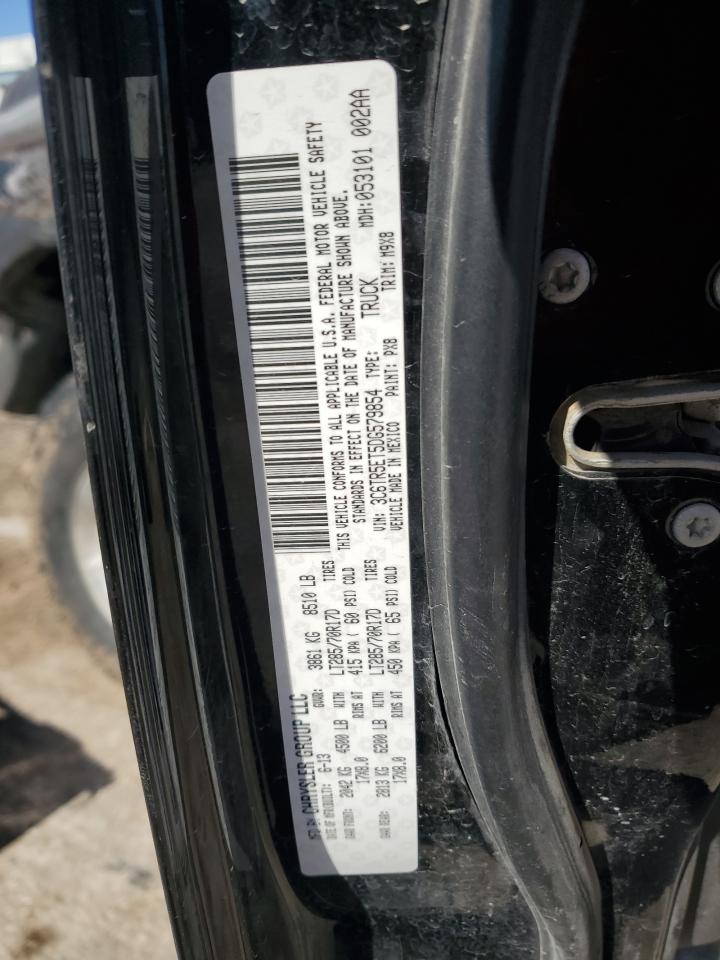 MFD BY CHRYSLER GROUP LLC
DATE OF MFR(BUILT): 6-13 GVWR: 3861 KG 8510 LB
GAWR FRONT: 2042 KG 4500 LB WITH LT285/70R17D TIRES
17X8.0 RIMS AT 415 KPA ( 60 PSI) COLD
GAWR REAR: 2813 KG 6200 LB WITH LT285/70R17D TIRES
17X8.0 RIMS AT 450 KPA ( 65 PSI) COLD
THIS VEHICLE CONFORMS TO ALL APPLICABLE U.S.A. FEDERAL MOTOR VEHICLE SAFETY
STANDARDS IN EFFECT ON THE DATE OF MANUFACTURE SHOWN ABOVE.
VIN: 3C6TR5ET5DG579854 TYPE: TRUCK MDH:053101 002AA
VEHICLE MADE IN MEXICO PAINT: PX8 TRIM: M9X8